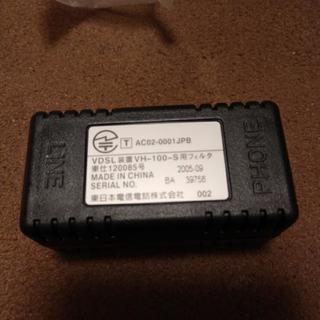 LINE
T AC02-0001JPB
VDSL装置VH-100-S用フィルタ
東仕120085号 2005-09
MADE IN CHINA BA 39756
SERIAL NO.
東日本電信電話株式会社 002
PHONE